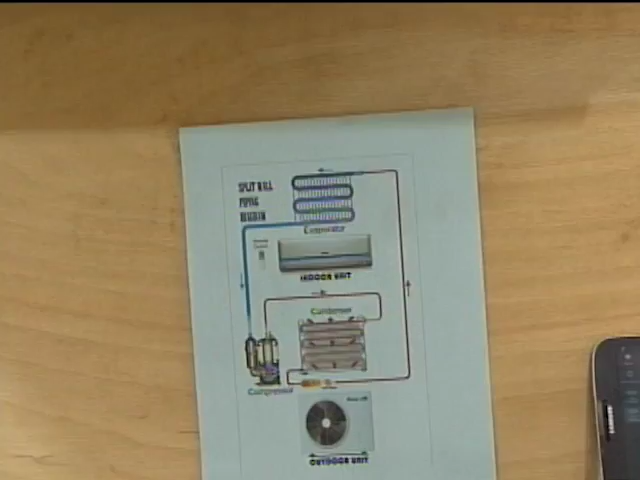 SPLIT WALL
PIPING
DIAGRAM
Evaporator
INDOOR UNIT
Condenser
Compressor
OUTDOOR UNIT